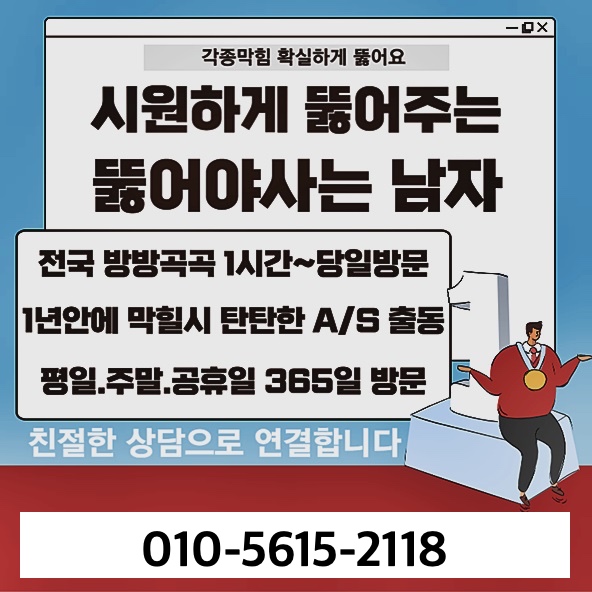 각종막힘 확실하게 뚫어요
시원하게 뚫어주는
뚫어야사는 남자
전국 방방곡곡 1시간~당일방문
1년안에 막힐시 탄탄한 A/S 출동
평일.주말.공휴일 365일 방문
친절한 상담으로 연결합니다
010-5615-2118